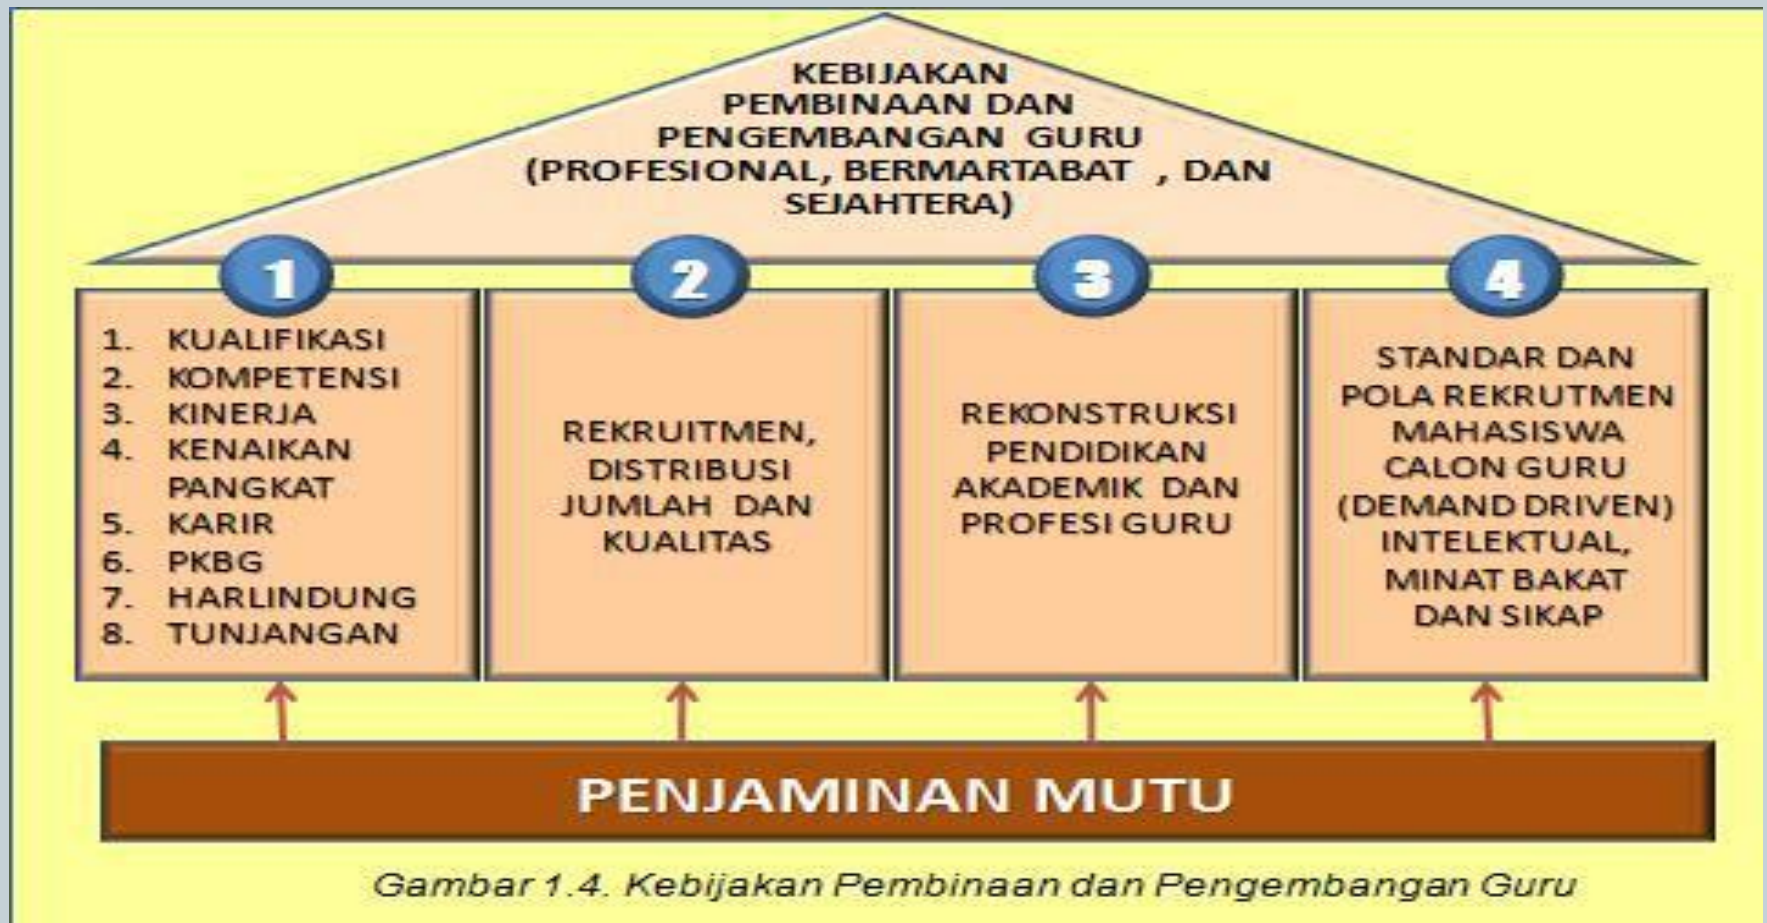 KEBIJAKAN
PEMBINAAN DAN
PENGEMBANGAN GURU
(PROFESIONAL, BERMARTABAT , DAN
SEJAHTERA)
1
1. KUALIFIKASI
2. KOMPETENSI
3. KINERJA
4. KENAIKAN
PANGKAT
5. KARIR
6. PKBG
7. HARLINDUNG
8. TUNJANGAN
2
REKRUITMEN,
DISTRIBUSI
JUMLAH DAN
KUALITAS
3
REKONSTRUKSI
PENDIDIKAN
AKADEMIK DAN
PROFESI GURU
4
STANDAR DAN
POLA REKRUTMEN
MAHASISWA
CALON GURU
(DEMAND DRIVEN)
INTELEKTUAL,
MINAT BAKAT
DAN SIKAP
PENJAMINAN MUTU
Gambar 1.4. Kebijakan Pembinaan dan Pengembangan Guru